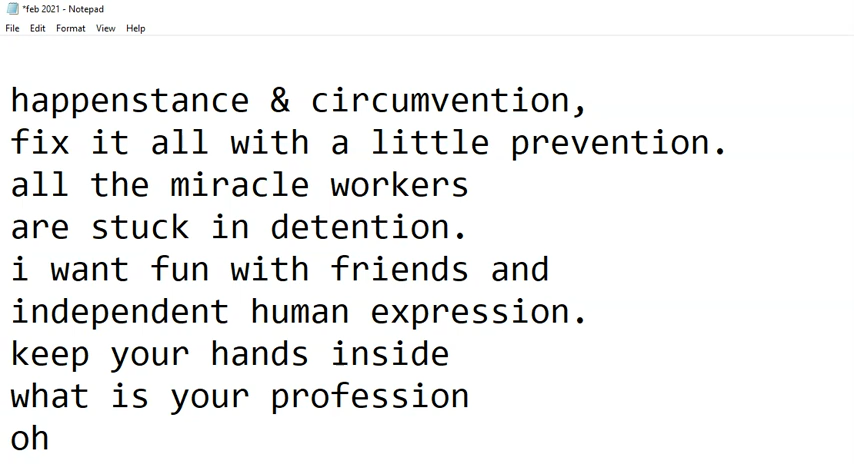 *feb 2021 - Notepad
File Edit Format View Help
happenstance & circumvention,
fix it all with a little prevention.
all the miracle workers
are stuck in detention.
i want fun with friends and
independent human expression.
keep your hands inside
what is your profession
oh